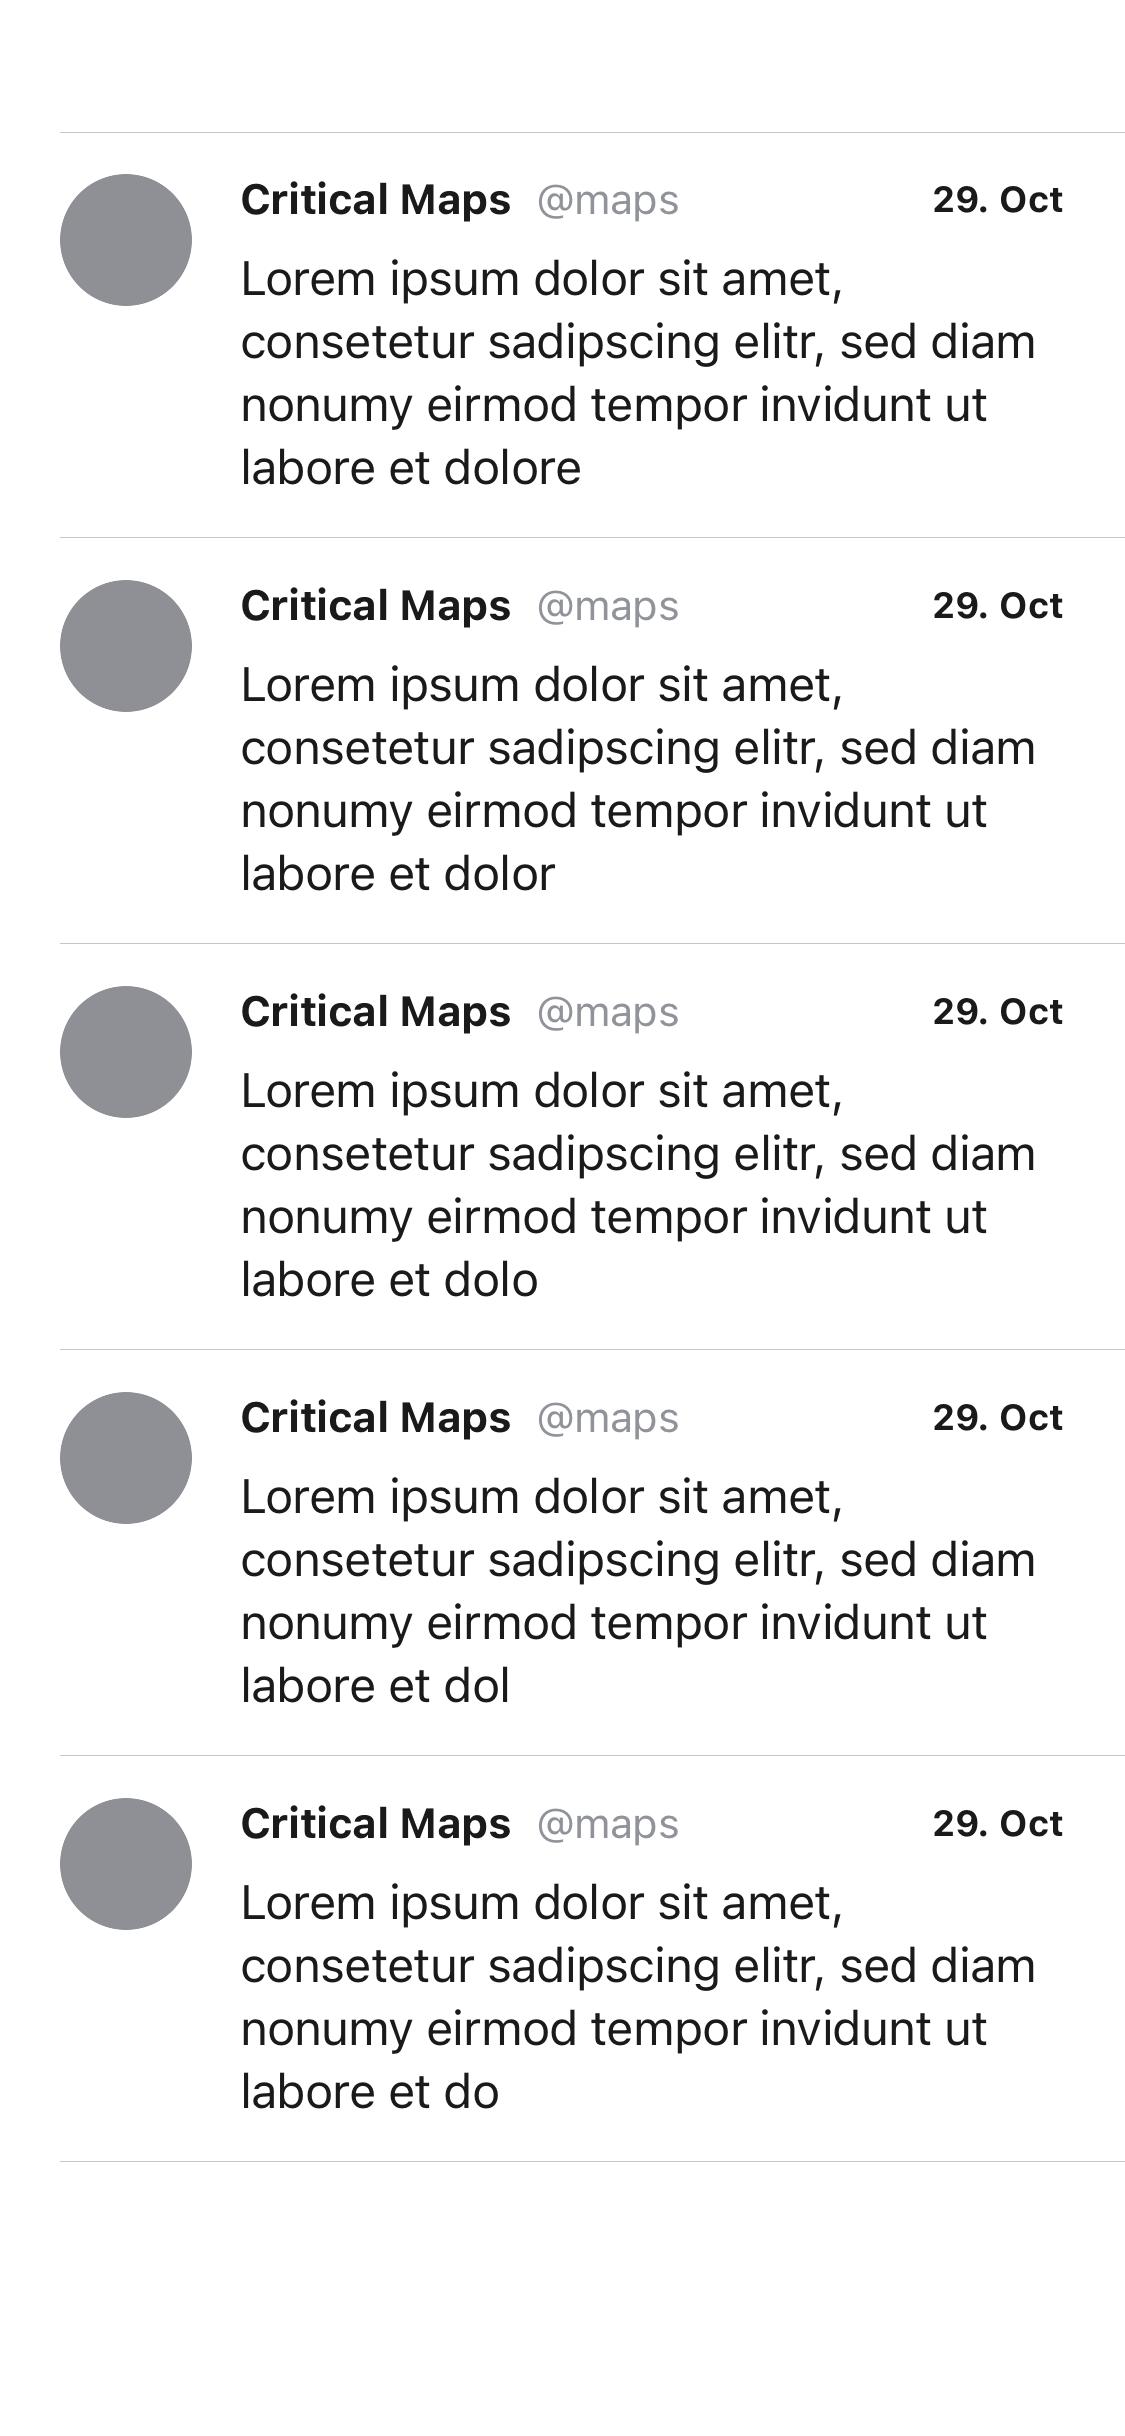 Critical Maps @maps 29. Oct
Lorem ipsum dolor sit amet,
consetetur sadipscing elitr, sed diam
nonumy eirmod tempor invidunt ut
labore et dolore
Critical Maps @maps 29. Oct
Lorem ipsum dolor sit amet,
consetetur sadipscing elitr, sed diam
nonumy eirmod tempor invidunt ut
labore et dolor
Critical Maps @maps 29. Oct
Lorem ipsum dolor sit amet,
consetetur sadipscing elitr, sed diam
nonumy eirmod tempor invidunt ut
labore et dolo
Critical Maps @maps 29. Oct
Lorem ipsum dolor sit amet,
consetetur sadipscing elitr, sed diam
nonumy eirmod tempor invidunt ut
labore et dol
Critical Maps @maps 29. Oct
Lorem ipsum dolor sit amet,
consetetur sadipscing elitr, sed diam
nonumy eirmod tempor invidunt ut
labore et do